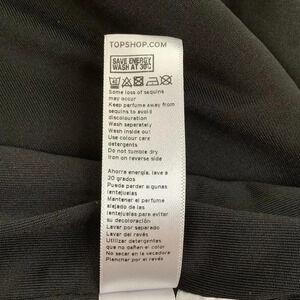 TOPSHOP.COM
SAVE ENERGY
WASH AT 30°C
Some loss of sequins
may occur
Keep perfume away from
sequins to avoid
discolouration
Wash separately
Wash inside out
Use colour care
detergents
Do not tumble dry
Iron on reverse side
Ahorre energía, lave a
30 grados
Puede perder algunas
lentejuelas
Mantener el perfume
alejado de las
lentejuelas para evitar
su decoloración
Lavar por separado
Lavar del revés
Utilizar detergentes
que no decoloren
No secar en la secadora
Planchar por el revés